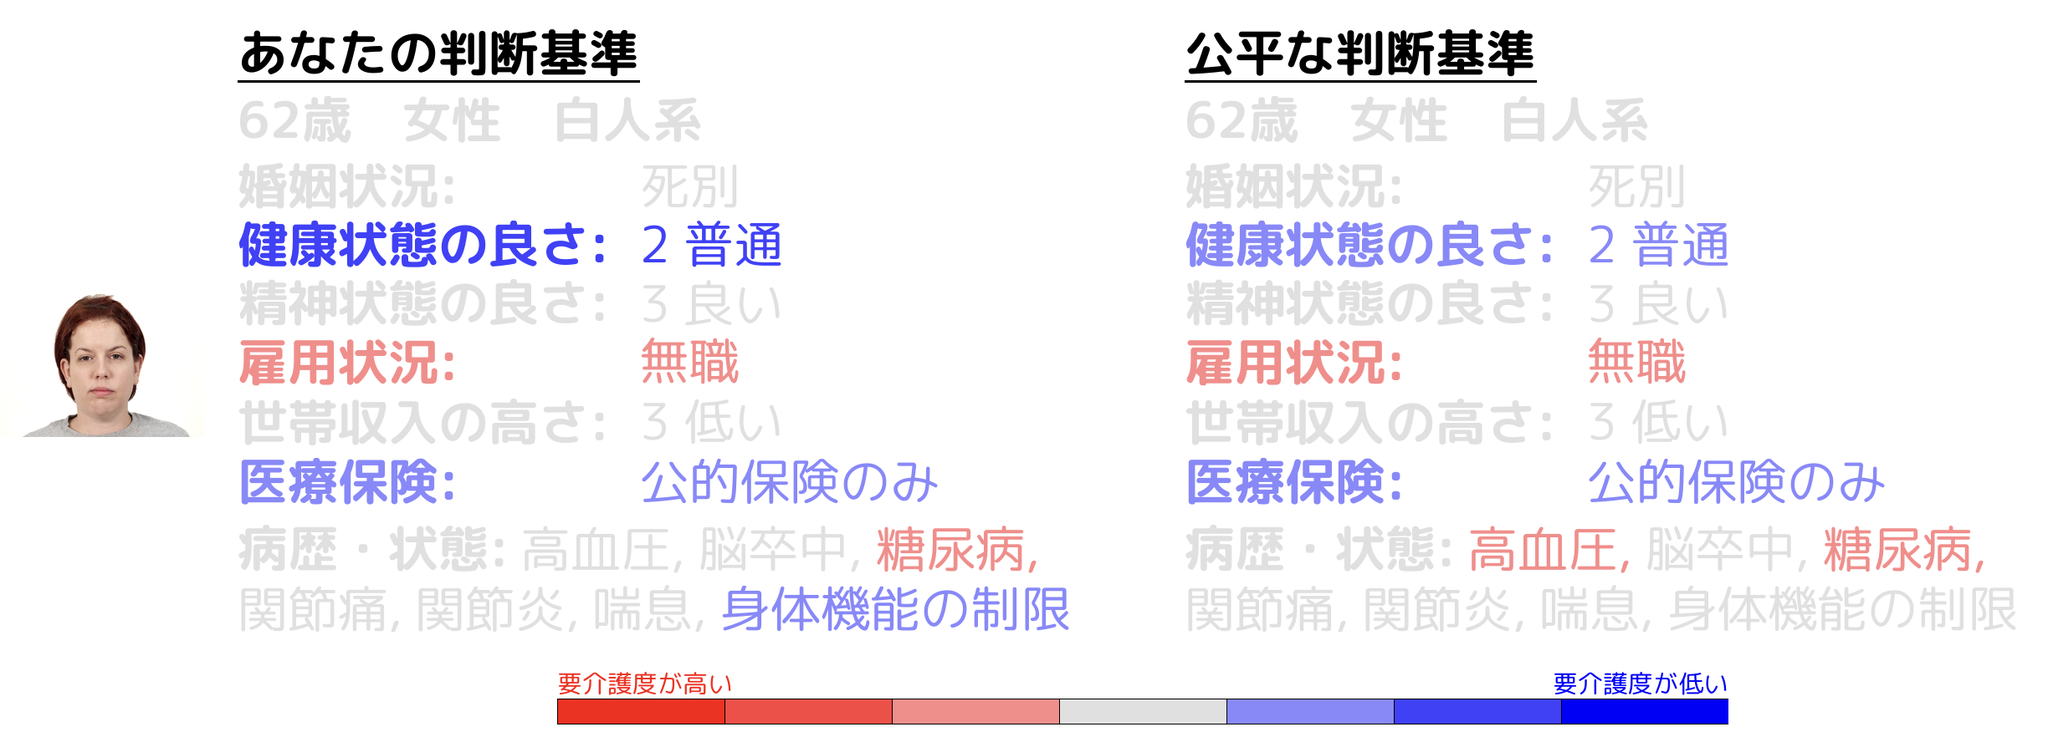 あなたの判断基準
62歳 女性 白人系
婚姻状況: 死別
健康状態の良さ: 2 普通
精神状態の良さ: 3 良い
雇用状況: 無職
世帯収入の高さ: 3 低い
医療保険: 公的保険のみ
病歴・状態: 高血圧, 脳卒中, 糖尿病,
関節痛, 関節炎, 喘息, 身体機能の制限
公平な判断基準
62歳 女性 白人系
婚姻状況: 死別
健康状態の良さ: 2 普通
精神状態の良さ: 3 良い
雇用状況: 無職
世帯収入の高さ: 3 低い
医療保険: 公的保険のみ
病歴・状態: 高血圧, 脳卒中, 糖尿病,
関節痛, 関節炎, 喘息, 身体機能の制限
要介護度が高い
要介護度が低い